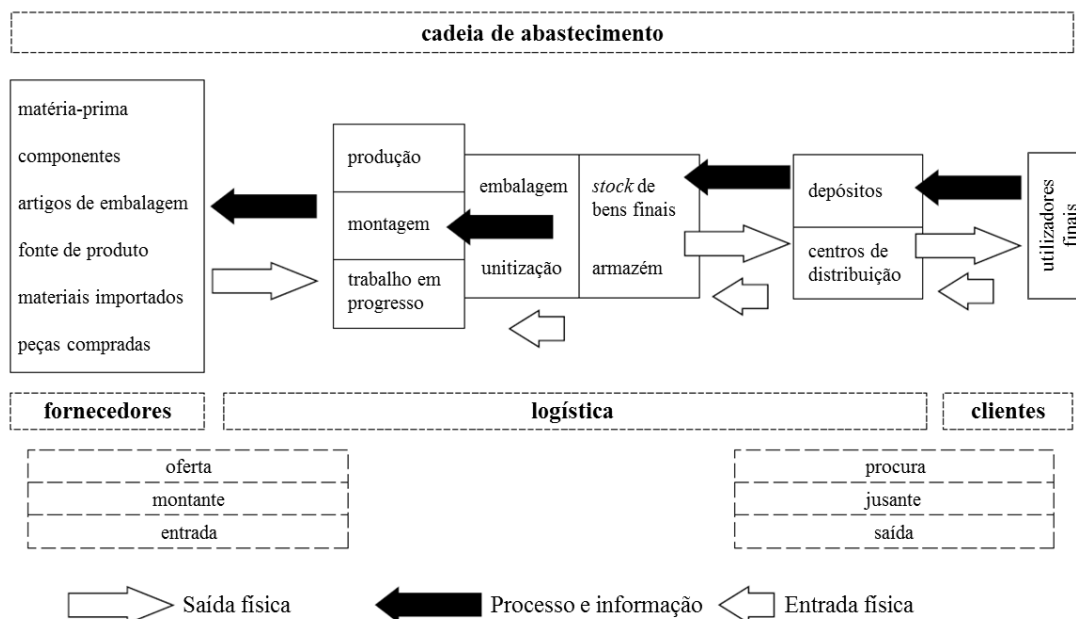 cadeia de abastecimento
matéria-prima
componentes
artigos de embalagem
fonte de produto
materiais importados
peças compradas
produção
montagem
trabalho em
progresso
embalagem
unitização
stock de
bens finais
armazém
depósitos
centros de
distribuição
utilizadores
finais
fornecedores
logística
clientes
oferta
montante
entrada
procura
jusante
saída
Saída física
Processo e informação
Entrada física